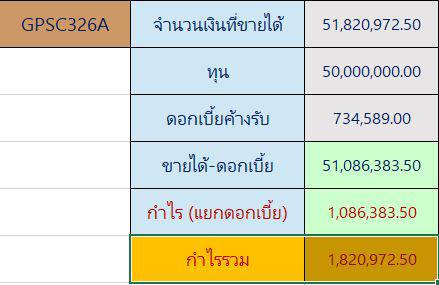 GPSC326A จำนวนเงินที่ขายได้ 51,820,972.50
ทุน 50,000,000.00
ดอกเบี้ยค้างรับ 734,589.00
ขายได้-ดอกเบี้ย 51,086,383.50
กำไร (แยกดอกเบี้ย) 1,086,383.50
กำไรรวม 1,820,972.50